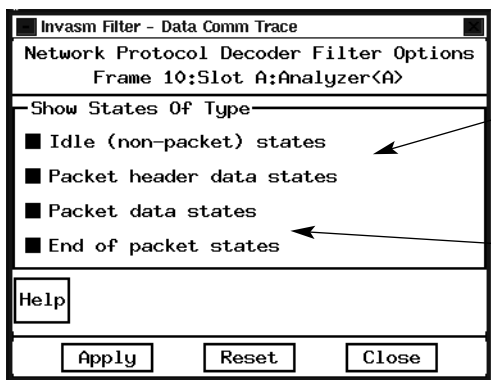 Invasm Filter - Data Comm Trace
Network Protocol Decoder Filter Options
Frame 10:Slot A:Analyzer<A>
Show States Of Type
Idle (non-packet) states
Packet header data states
Packet data states
End of packet states
Help
Apply Reset Close